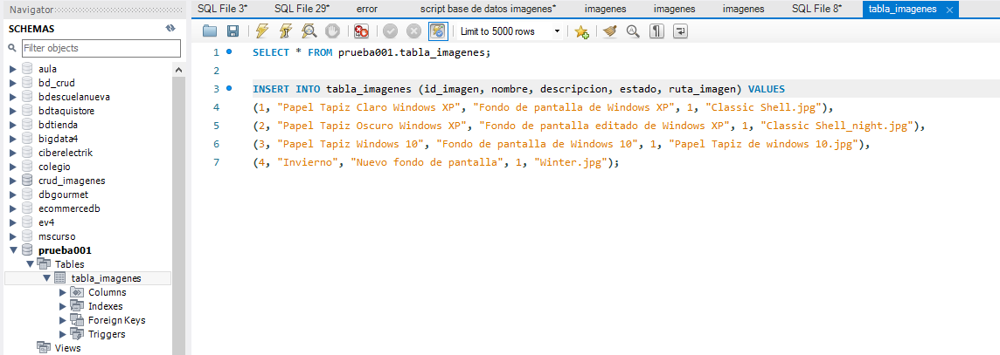 Navigator
SQL File 3* SQL File 29* error script base de datos imagenes* imagenes imagenes imagenes SQL File 8* tabla_imagenes
SCHEMAS
Filter objects
aula
bd_crud
bdescuelanueva
bdtaquistore
bdtienda
bigdata4
ciberelectrik
colegio
crud_imagenes
dbgourmet
ecommercedb
ev4
mscurso
prueba001
Tables
tabla_imagenes
Columns
Indexes
Foreign Keys
Triggers
Views
Limit to 5000 rows
1 SELECT * FROM prueba001.tabla_imagenes;
2
3 INSERT INTO tabla_imagenes (id_imagen, nombre, descripcion, estado, ruta_imagen) VALUES
4 (1, "Papel Tapiz Claro Windows XP", "Fondo de pantalla de Windows XP", 1, "Classic Shell.jpg"),
5 (2, "Papel Tapiz Oscuro Windows XP", "Fondo de pantalla editado de Windows XP", 1, "Classic Shell_night.jpg"),
6 (3, "Papel Tapiz Windows 10", "Fondo de pantalla de Windows 10", 1, "Papel Tapiz de windows 10.jpg"),
7 (4, "Invierno", "Nuevo fondo de pantalla", 1, "Winter.jpg");